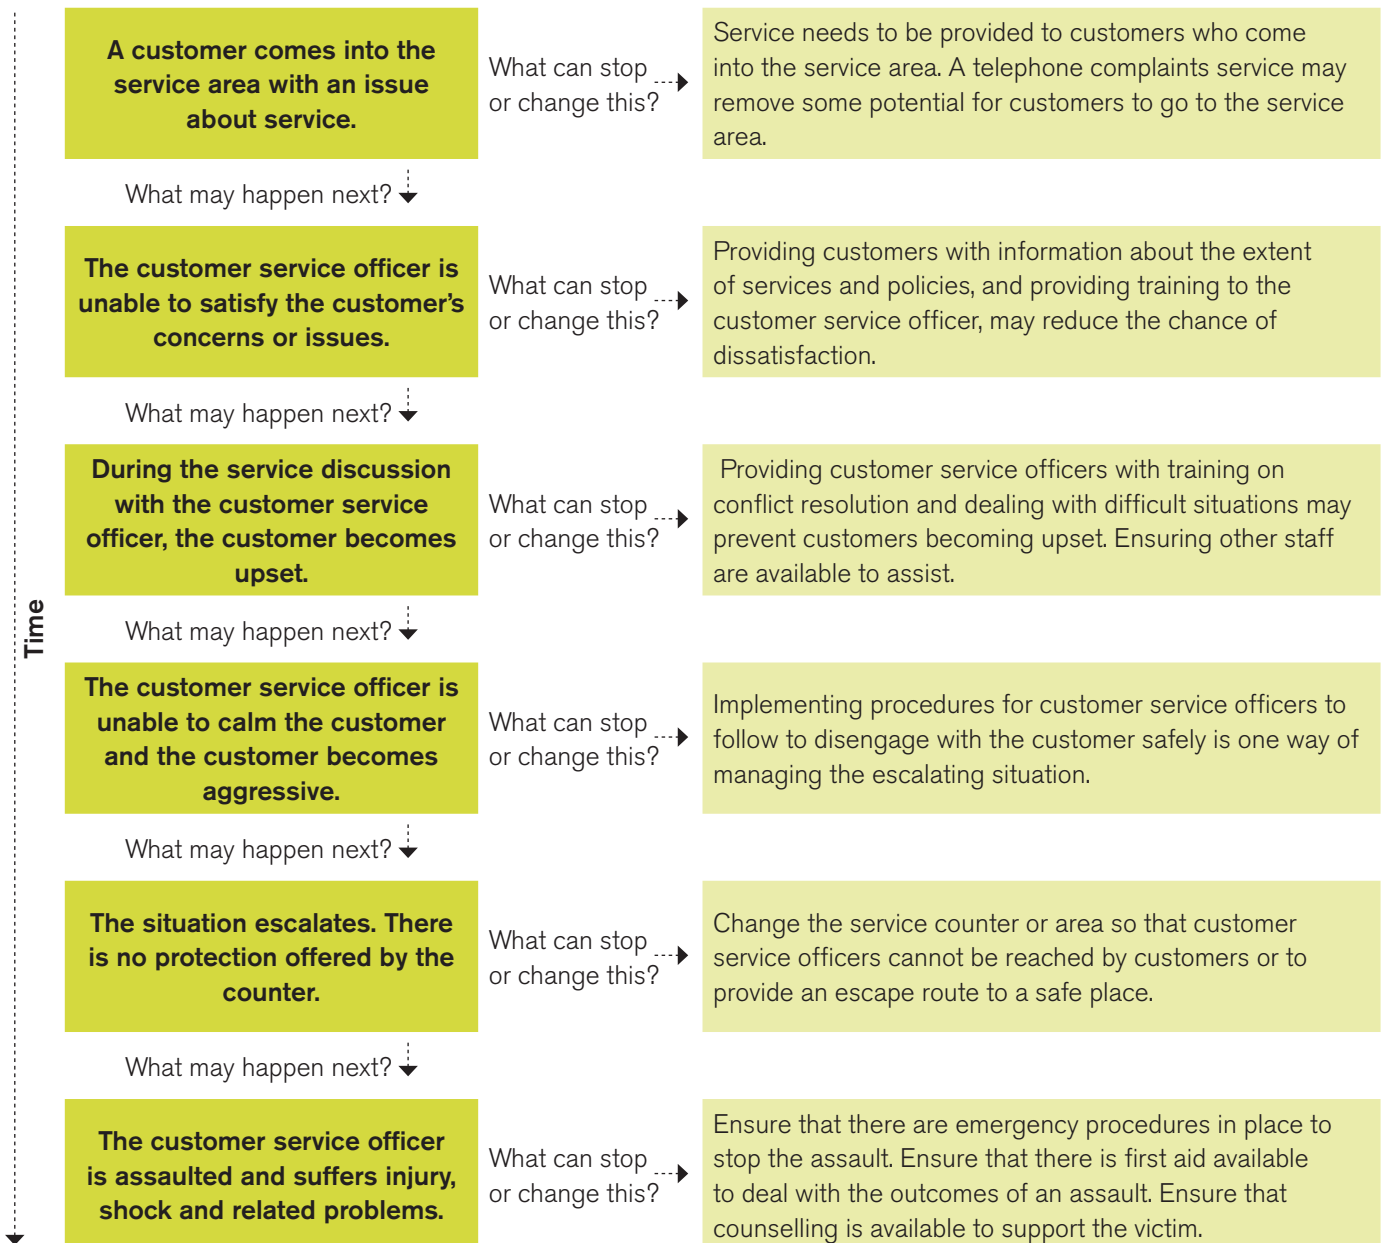 A customer comes into the
service area with an issue
about service.
What can stop
or change this?
Service needs to be provided to customers who come
into the service area. A telephone complaints service may
remove some potential for customers to go to the service
area.
What may happen next?
The customer service officer is
unable to satisfy the customer’s
concerns or issues.
What can stop
or change this?
Providing customers with information about the extent
of services and policies, and providing training to the
customer service officer, may reduce the chance of
dissatisfaction.
What may happen next?
During the service discussion
with the customer service
officer, the customer becomes
upset.
What can stop
or change this?
Providing customer service officers with training on
conflict resolution and dealing with difficult situations may
prevent customers becoming upset. Ensuring other staff
are available to assist.
What may happen next?
Time
The customer service officer is
unable to calm the customer
and the customer becomes
aggressive.
What can stop
or change this?
Implementing procedures for customer service officers to
follow to disengage with the customer safely is one way of
managing the escalating situation.
What may happen next?
The situation escalates. There
is no protection offered by the
counter.
What can stop
or change this?
Change the service counter or area so that customer
service officers cannot be reached by customers or to
provide an escape route to a safe place.
What may happen next?
The customer service officer
is assaulted and suffers injury,
shock and related problems.
What can stop
or change this?
Ensure that there are emergency procedures in place to
stop the assault. Ensure that there is first aid available
to deal with the outcomes of an assault. Ensure that
counselling is available to support the victim.